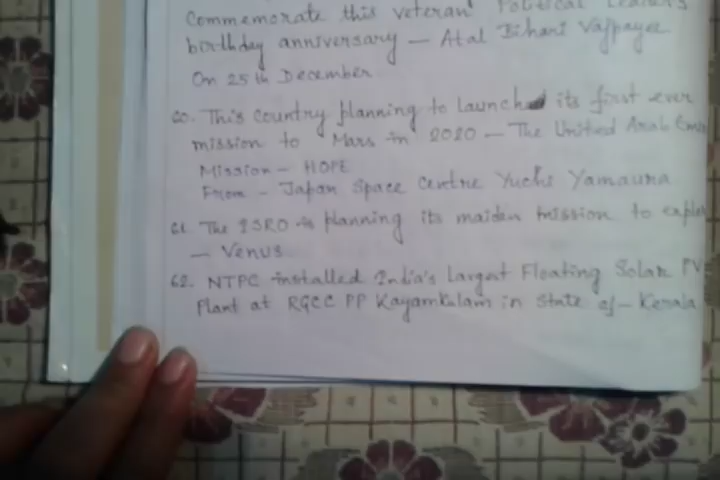 Commemorate this veteran Political Leader's
birthday anniversary — Atal Bihari Vajpayee
On 25th December
60. This country planning to launch its first ever
mission to Mars in 2020 — The United Arab
Mission — HOPE
From — Japan Space Centre Yuchi Yamaura
61. The ISRO is planning its maiden mission to
— Venus
62. NTPC installed India's largest Floating Solar PV
Plant at RGCC PP Kayamkulam in state of — Kerala